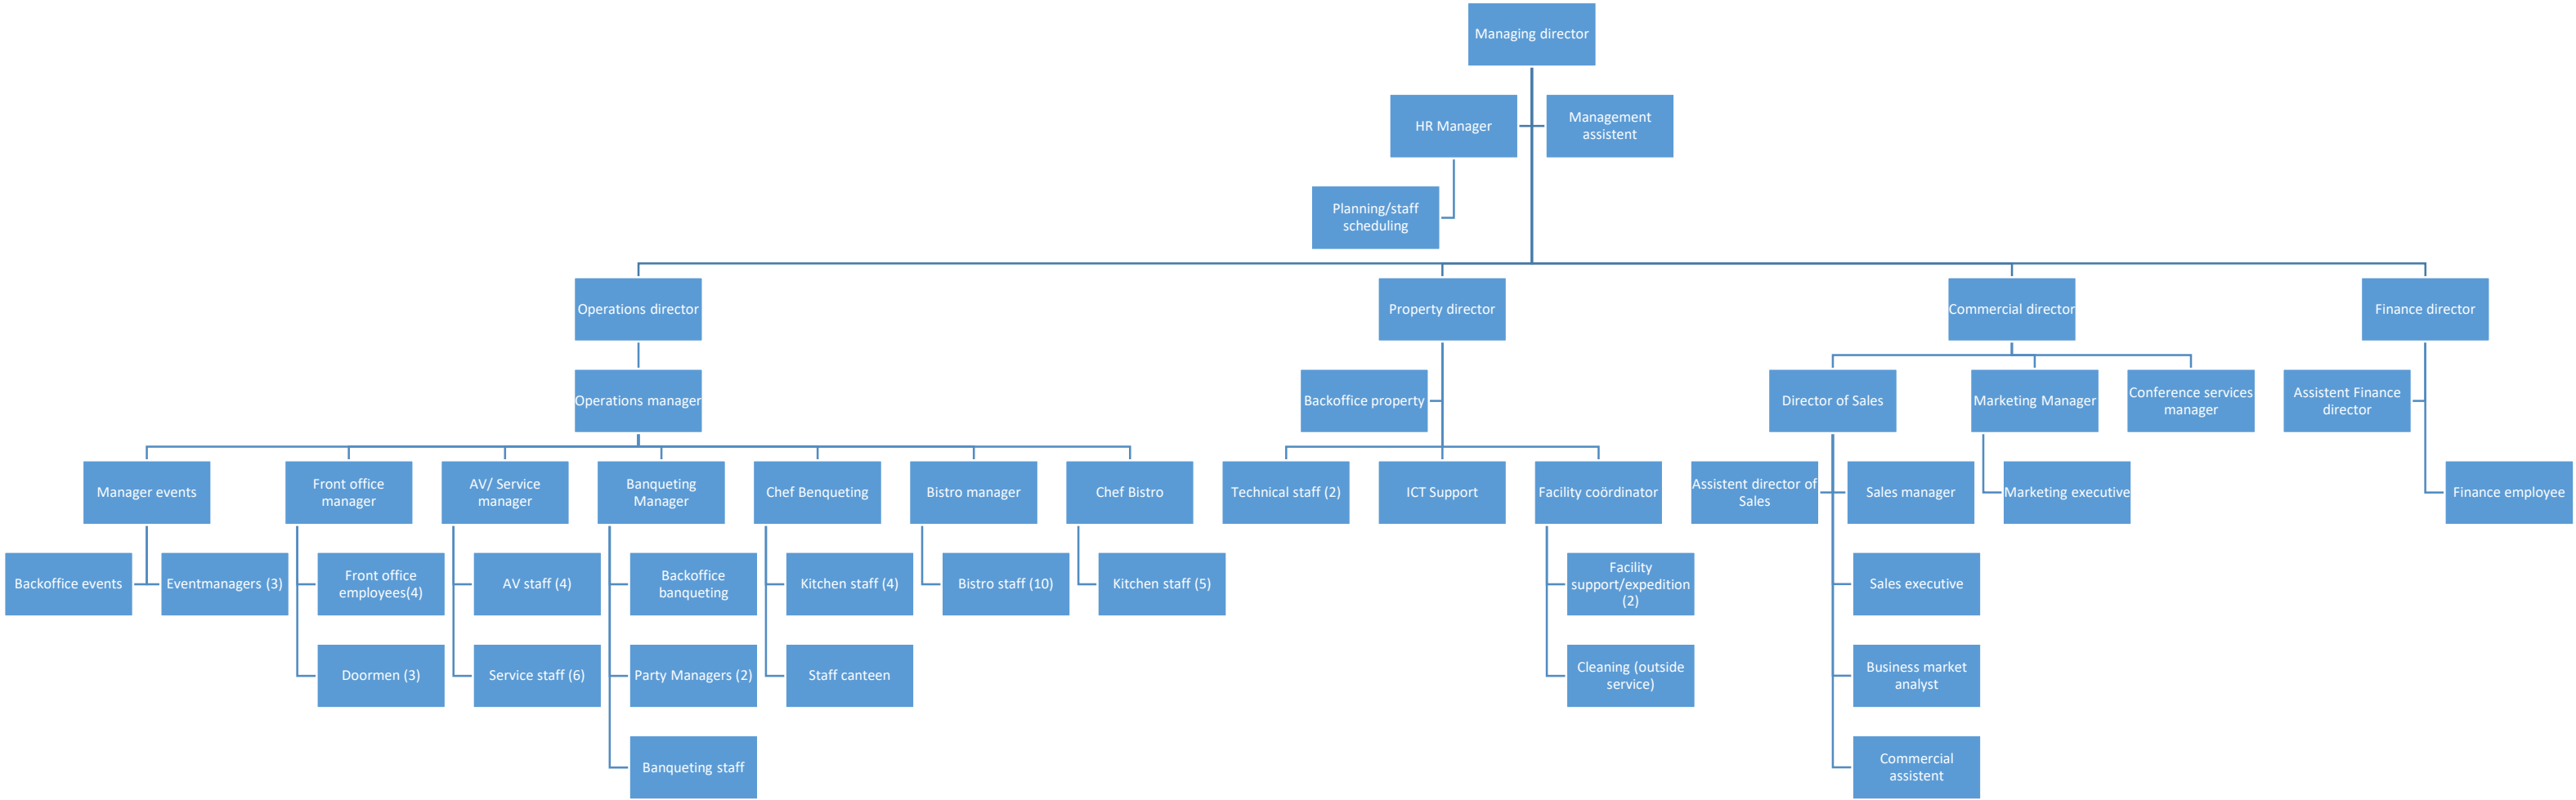 Managing director
HR Manager
Management
assistent
Planning/staff
scheduling
Operations director
Property director
Commercial director
Finance director
Operations manager
Backoffice property
Director of Sales
Marketing Manager
Conference services
manager
Assistent Finance
director
Manager events
Front office
manager
AV/ Service
manager
Banqueting
Manager
Chef Benqueting
Bistro manager
Chef Bistro
Technical staff (2)
ICT Support
Facility coördinator
Assistent director of
Sales
Sales manager
Marketing executive
Finance employee
Backoffice events
Eventmanagers (3)
Front office
employees(4)
AV staff (4)
Backoffice
banqueting
Kitchen staff (4)
Bistro staff (10)
Kitchen staff (5)
Facility
support/expedition
(2)
Sales executive
Doormen (3)
Service staff (6)
Party Managers (2)
Staff canteen
Cleaning (outside
service)
Business market
analyst
Banqueting staff
Commercial
assistent